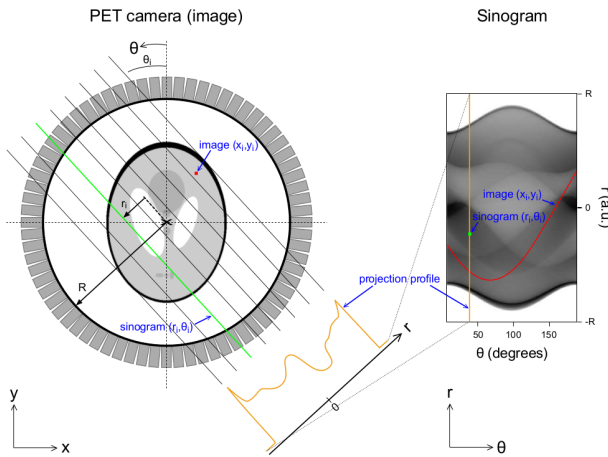 PET camera (image)
Sinogram
θ
θi
image (xi,yi)
ri
R
sinogram (ri,θi)
r
0
projection profile
-R
0
-R
r (a.u.)
image (xi,yi)
sinogram (ri,θi)
50
100
150
θ (degrees)
y
x
r
θ